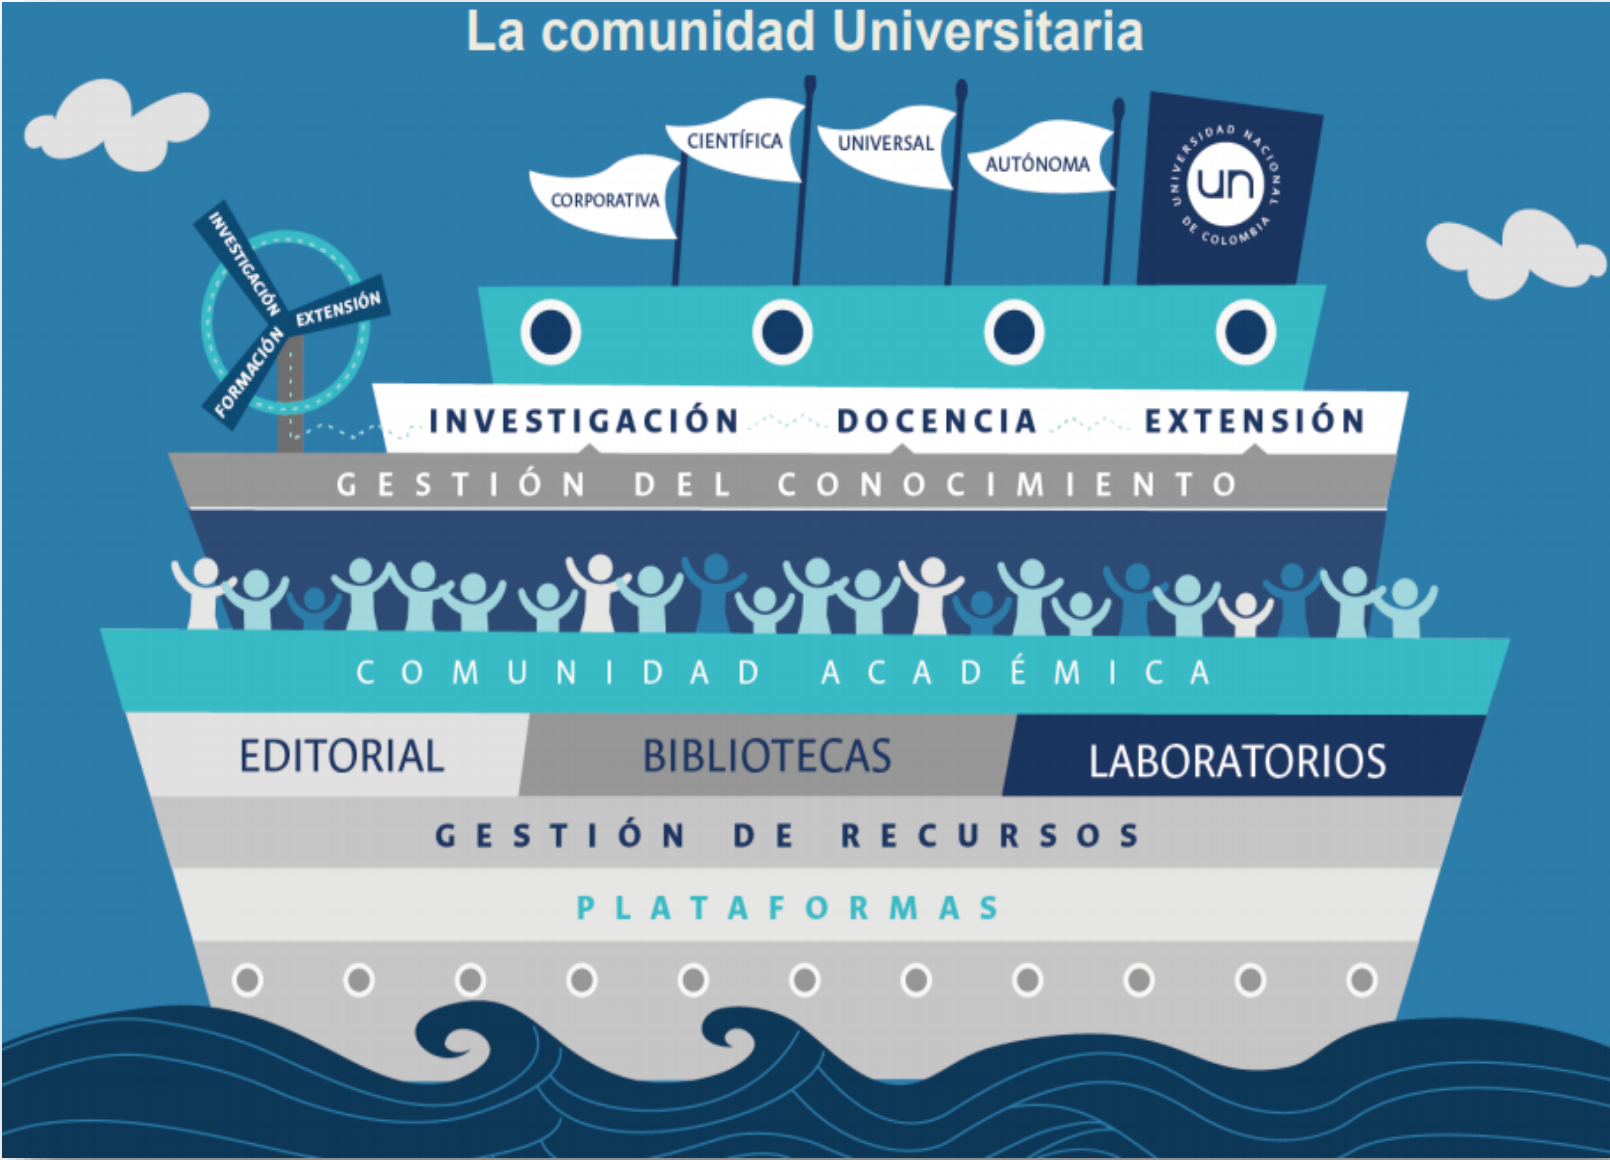 La comunidad Universitaria
CORPORATIVA
CIENTÍFICA
UNIVERSAL
AUTÓNOMA
UNIVERSIDAD NACIONAL
DE COLOMBIA
un
INVESTIGACIÓN
EXTENSIÓN
FORMACIÓN
INVESTIGACIÓN DOCENCIA EXTENSIÓN
GESTIÓN DEL CONOCIMIENTO
COMUNIDAD ACADÉMICA
EDITORIAL BIBLIOTECAS LABORATORIOS
GESTIÓN DE RECURSOS
PLATAFORMAS